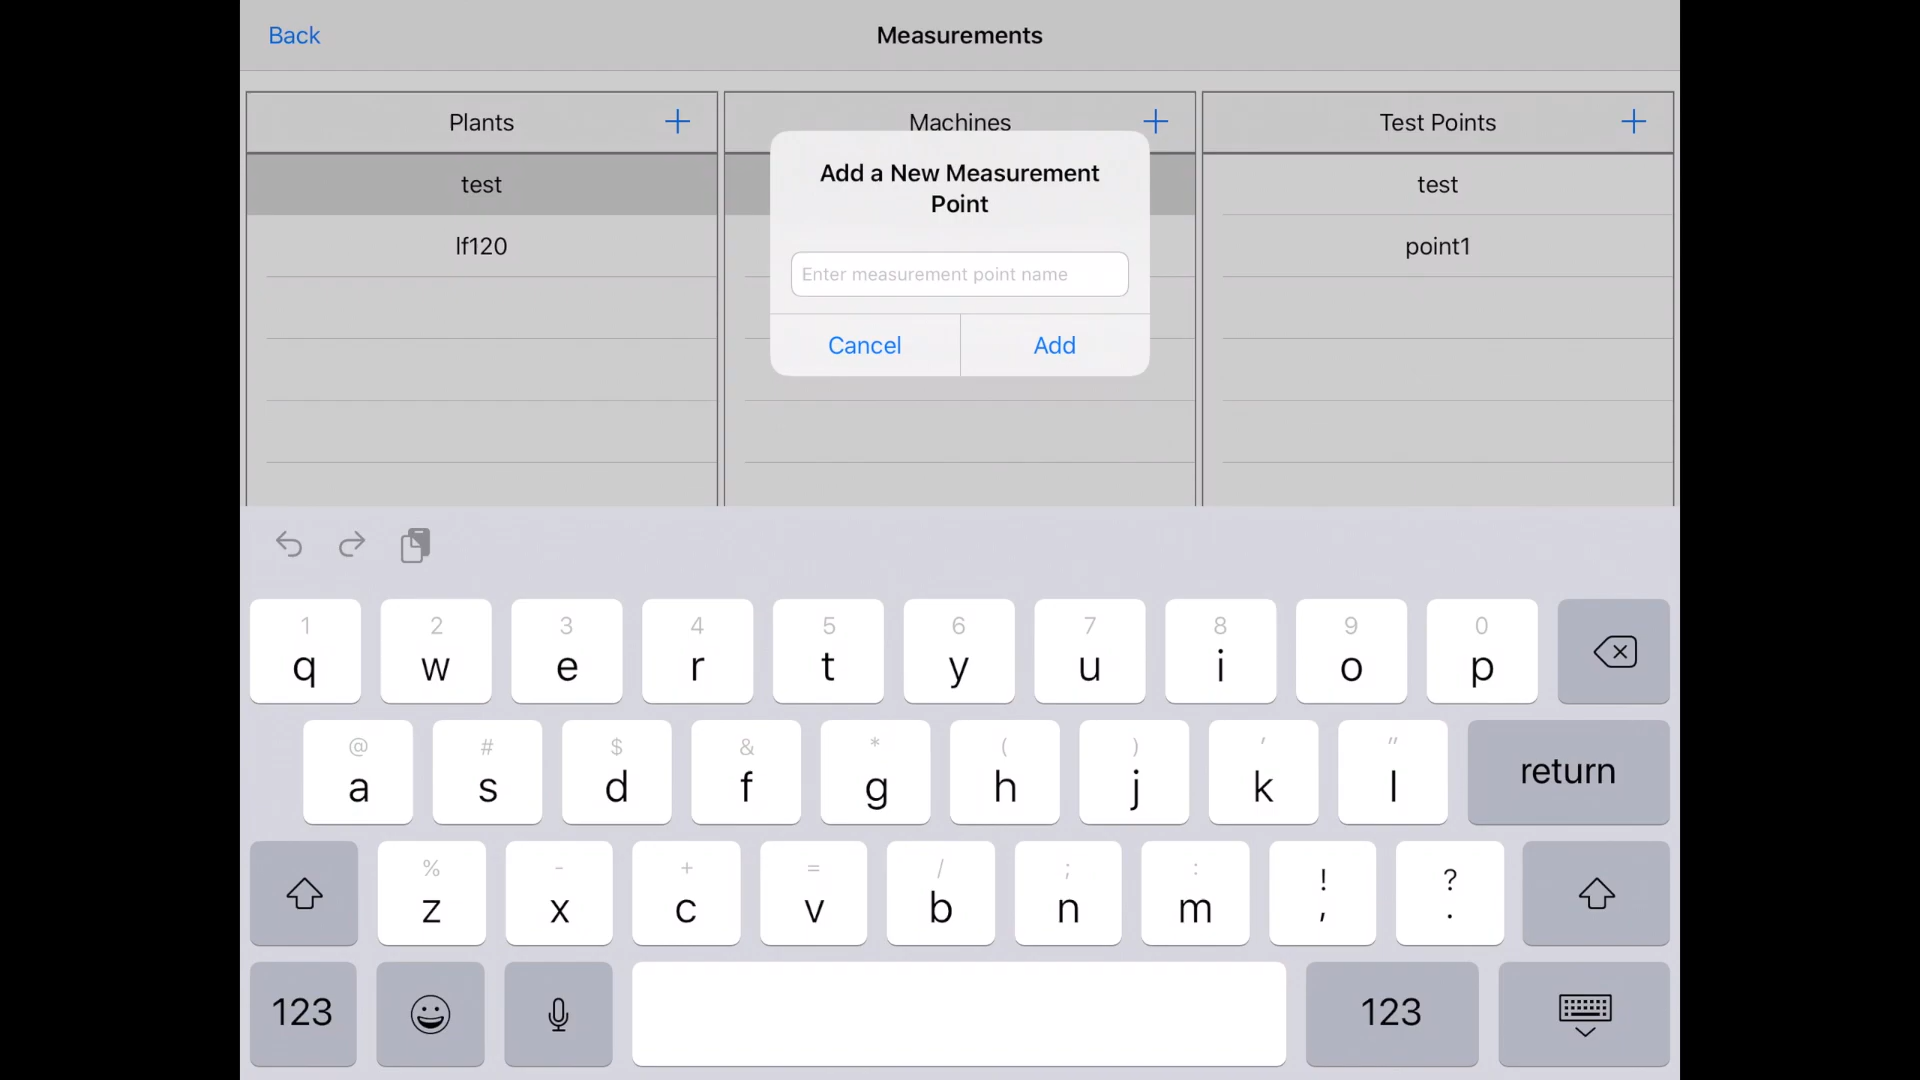 Back
Measurements
Plants
Machines
Test Points
test
lf120
test
point1
Add a New Measurement
Point
Enter measurement point name
Cancel
Add
1 2 3 4 5 6 7 8 9 0
q w e r t y u i o p
@ # $ & * ( ) ' "
a s d f g h j k l
return
% - + = / ; : ! ?
z x c v b n m , .
123
123